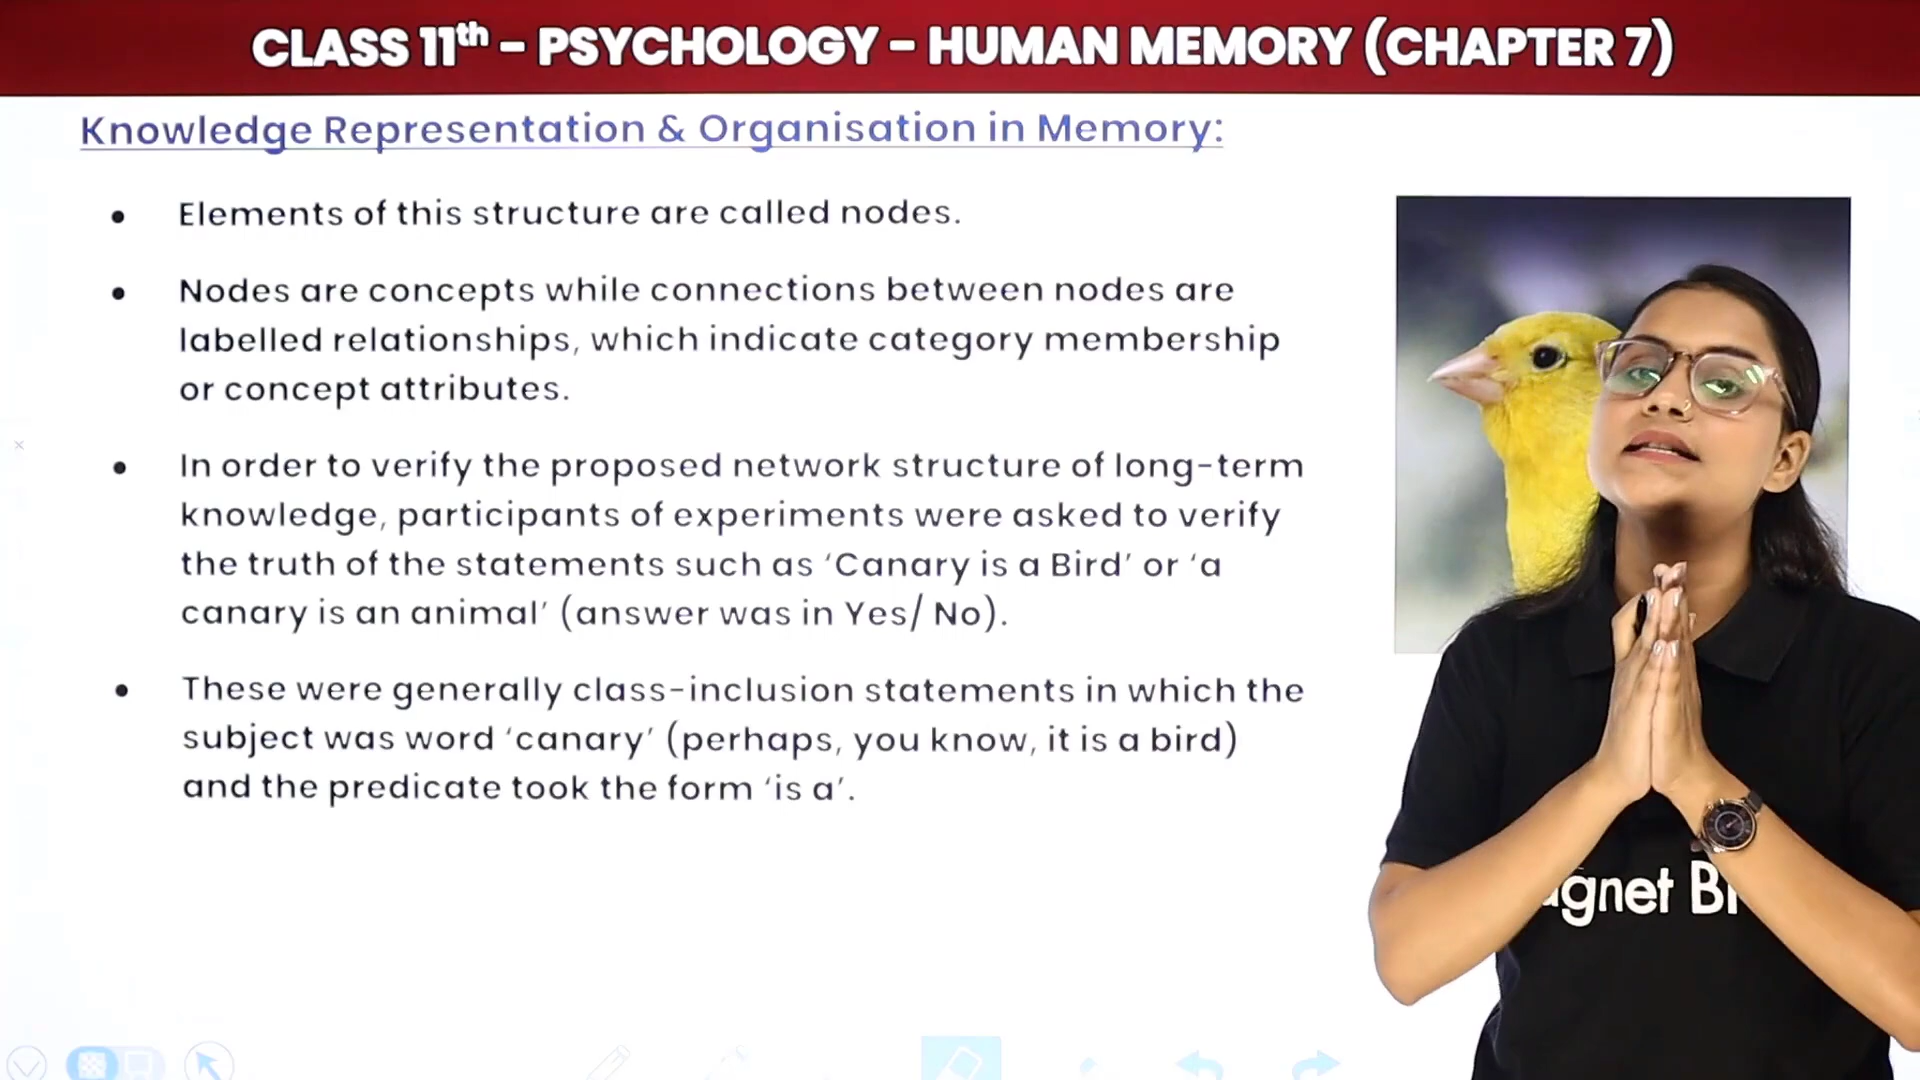 CLASS 11th – PSYCHOLOGY – HUMAN MEMORY (CHAPTER 7)
Knowledge Representation & Organisation in Memory:
• Elements of this structure are called nodes.
• Nodes are concepts while connections between nodes are
labelled relationships, which indicate category membership
or concept attributes.
• In order to verify the proposed network structure of long-term
knowledge, participants of experiments were asked to verify
the truth of the statements such as ‘Canary is a Bird’ or ‘a
canary is an animal’ (answer was in Yes/ No).
• These were generally class-inclusion statements in which the
subject was word ‘canary’ (perhaps, you know, it is a bird)
and the predicate took the form ‘is a’.